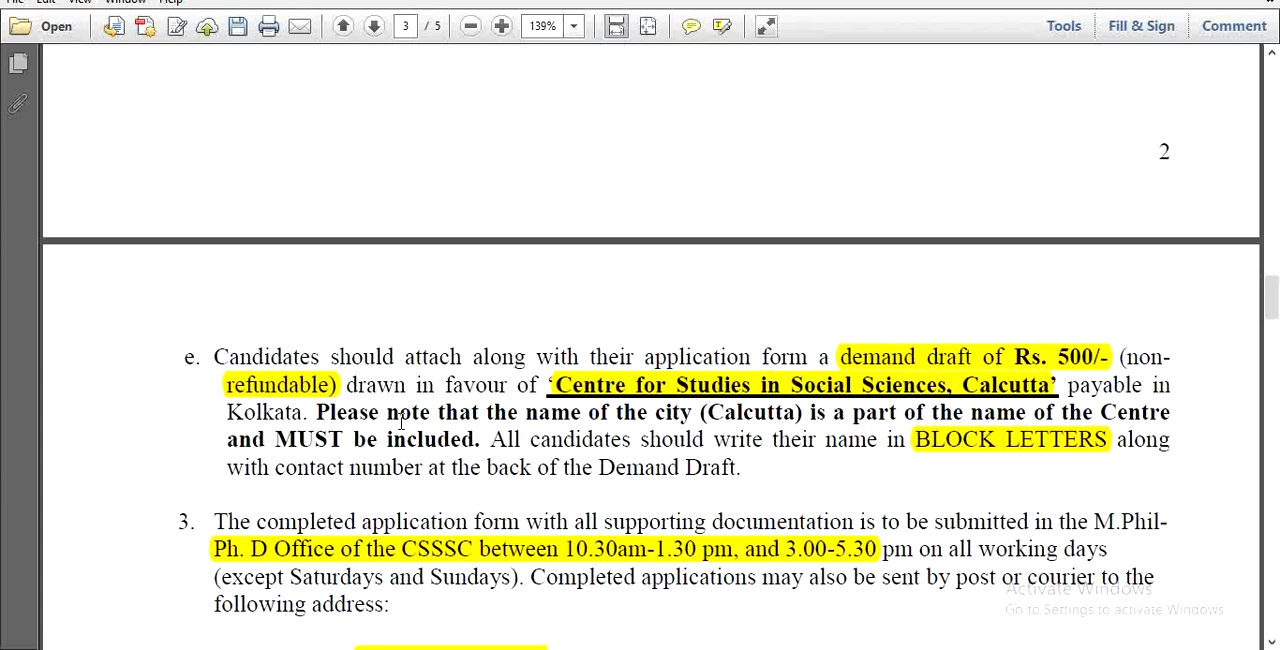 File Edit View Window Help
Open 3 / 5 139% Tools Fill & Sign Comment
2
e. Candidates should attach along with their application form a demand draft of Rs. 500/- (non-
refundable) drawn in favour of ‘Centre for Studies in Social Sciences, Calcutta’ payable in
Kolkata. Please note that the name of the city (Calcutta) is a part of the name of the Centre
and MUST be included. All candidates should write their name in BLOCK LETTERS along
with contact number at the back of the Demand Draft.
3. The completed application form with all supporting documentation is to be submitted in the M.Phil-
Ph. D Office of the CSSSC between 10.30am-1.30 pm, and 3.00-5.30 pm on all working days
(except Saturdays and Sundays). Completed applications may also be sent by post or courier to the
following address:
Activate Windows
Go to Settings to activate Windows